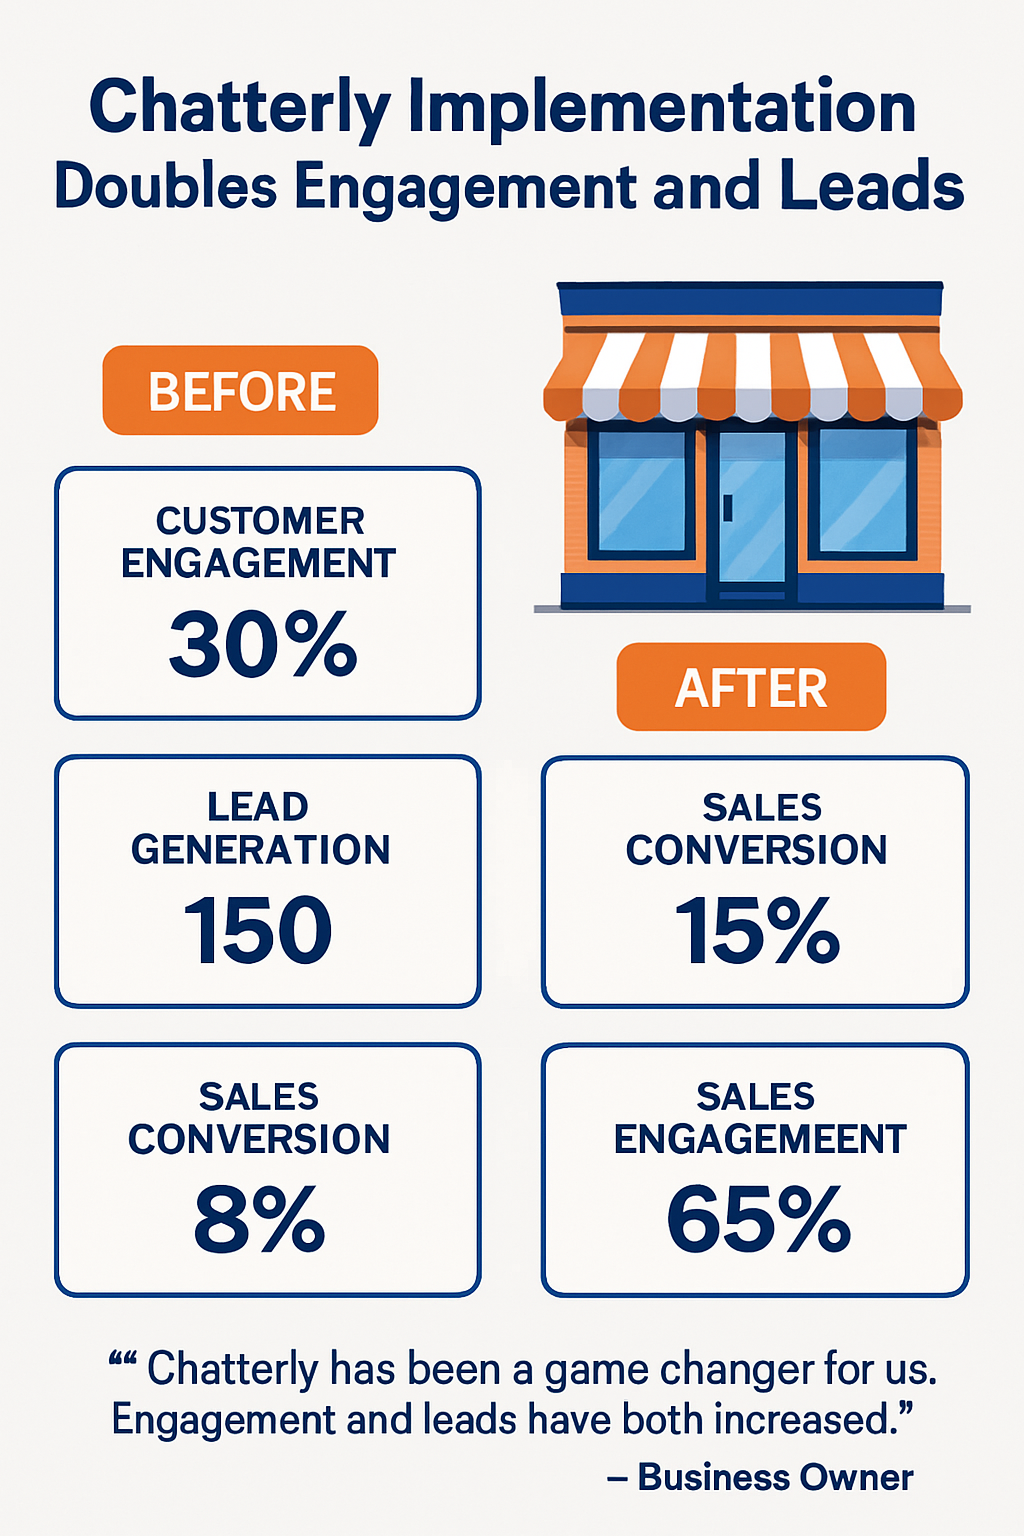 Chatterly Implementation
Doubles Engagement and Leads
BEFORE
CUSTOMER
ENGAGEMENT
30%
LEAD
GENERATION
150
SALES
CONVERSION
8%
AFTER
SALES
CONVERSION
15%
SALES
ENGAGEMEENT
65%
““ Chatterly has been a game changer for us.
Engagement and leads have both increased.”
– Business Owner